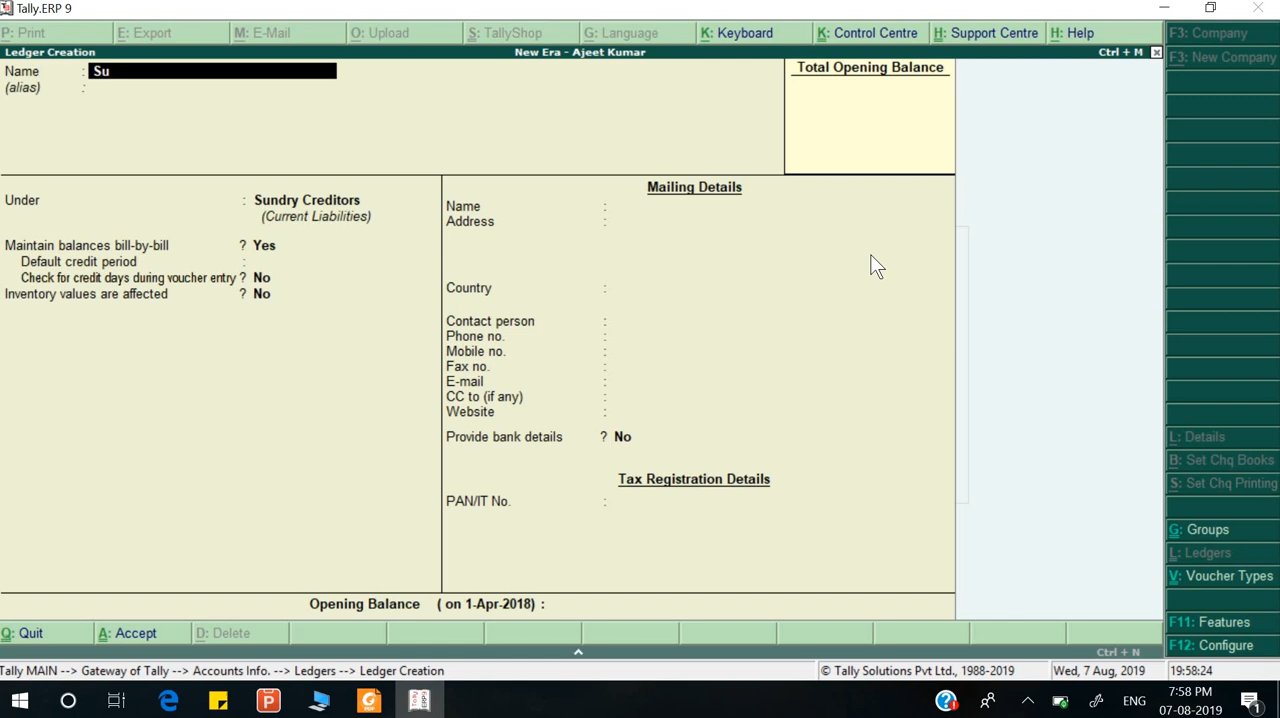 Tally.ERP 9
P: Print E: Export M: E-Mail O: Upload S: TallyShop G: Language K: Keyboard K: Control Centre H: Support Centre H: Help F3: Company
Ledger Creation New Era - Ajeet Kumar Ctrl + M
F3: New Company
Name : Su
Total Opening Balance
(alias) :
Mailing Details
Under : Sundry Creditors
(Current Liabilities)
Name :
Address :
Maintain balances bill-by-bill ? Yes
Default credit period :
Check for credit days during voucher entry ? No
Inventory values are affected ? No
Country :
Contact person :
Phone no. :
Mobile no. :
Fax no. :
E-mail :
CC to (if any) :
Website :
Provide bank details ? No
Tax Registration Details
PAN/IT No. :
L: Details
B: Set Chq Books
S: Set Chq Printing
G: Groups
L: Ledgers
V: Voucher Types
F11: Features
F12: Configure
Opening Balance ( on 1-Apr-2018) :
Q: Quit A: Accept D: Delete
Ctrl + N
Tally MAIN --> Gateway of Tally --> Accounts Info. --> Ledgers --> Ledger Creation © Tally Solutions Pvt Ltd., 1988-2019 Wed, 7 Aug, 2019 19:58:24
ENG 7:58 PM
07-08-2019
1